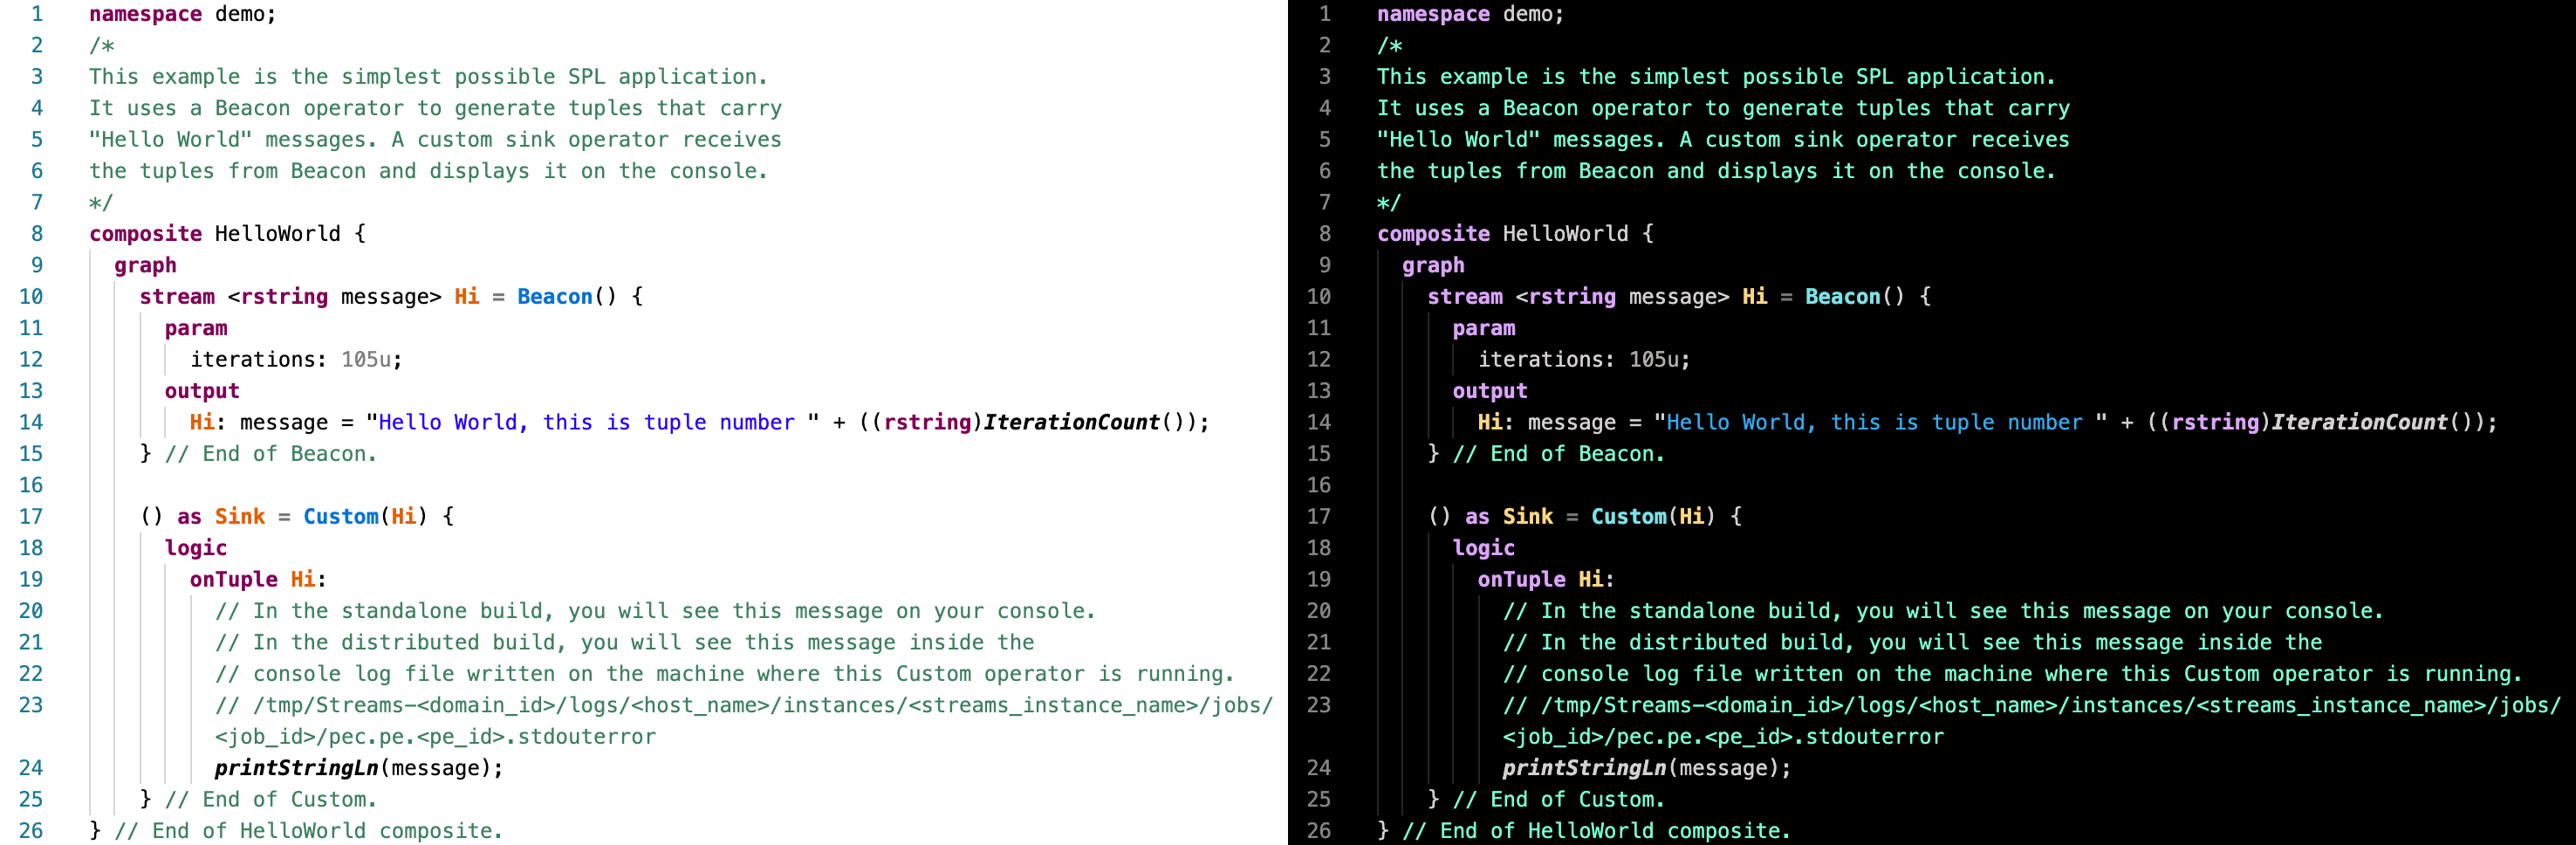 1 namespace demo;
2 /*
3 This example is the simplest possible SPL application.
4 It uses a Beacon operator to generate tuples that carry
5 "Hello World" messages. A custom sink operator receives
6 the tuples from Beacon and displays it on the console.
7 */
8 composite HelloWorld {
9 graph
10 stream <rstring message> Hi = Beacon() {
11 param
12 iterations: 105u;
13 output
14 Hi: message = "Hello World, this is tuple number " + ((rstring)IterationCount());
15 } // End of Beacon.
16
17 () as Sink = Custom(Hi) {
18 logic
19 onTuple Hi:
20 // In the standalone build, you will see this message on your console.
21 // In the distributed build, you will see this message inside the
22 // console log file written on the machine where this Custom operator is running.
23 // /tmp/Streams-<domain_id>/logs/<host_name>/instances/<streams_instance_name>/jobs/
<job_id>/pec.pe.<pe_id>.stdouterror
24 printStringLn(message);
25 } // End of Custom.
26 } // End of HelloWorld composite.
1 namespace demo;
2 /*
3 This example is the simplest possible SPL application.
4 It uses a Beacon operator to generate tuples that carry
5 "Hello World" messages. A custom sink operator receives
6 the tuples from Beacon and displays it on the console.
7 */
8 composite HelloWorld {
9 graph
10 stream <rstring message> Hi = Beacon() {
11 param
12 iterations: 105u;
13 output
14 Hi: message = "Hello World, this is tuple number " + ((rstring)IterationCount());
15 } // End of Beacon.
16
17 () as Sink = Custom(Hi) {
18 logic
19 onTuple Hi:
20 // In the standalone build, you will see this message on your console.
21 // In the distributed build, you will see this message inside the
22 // console log file written on the machine where this Custom operator is running.
23 // /tmp/Streams-<domain_id>/logs/<host_name>/instances/<streams_instance_name>/jobs/
<job_id>/pec.pe.<pe_id>.stdouterror
24 printStringLn(message);
25 } // End of Custom.
26 } // End of HelloWorld composite.